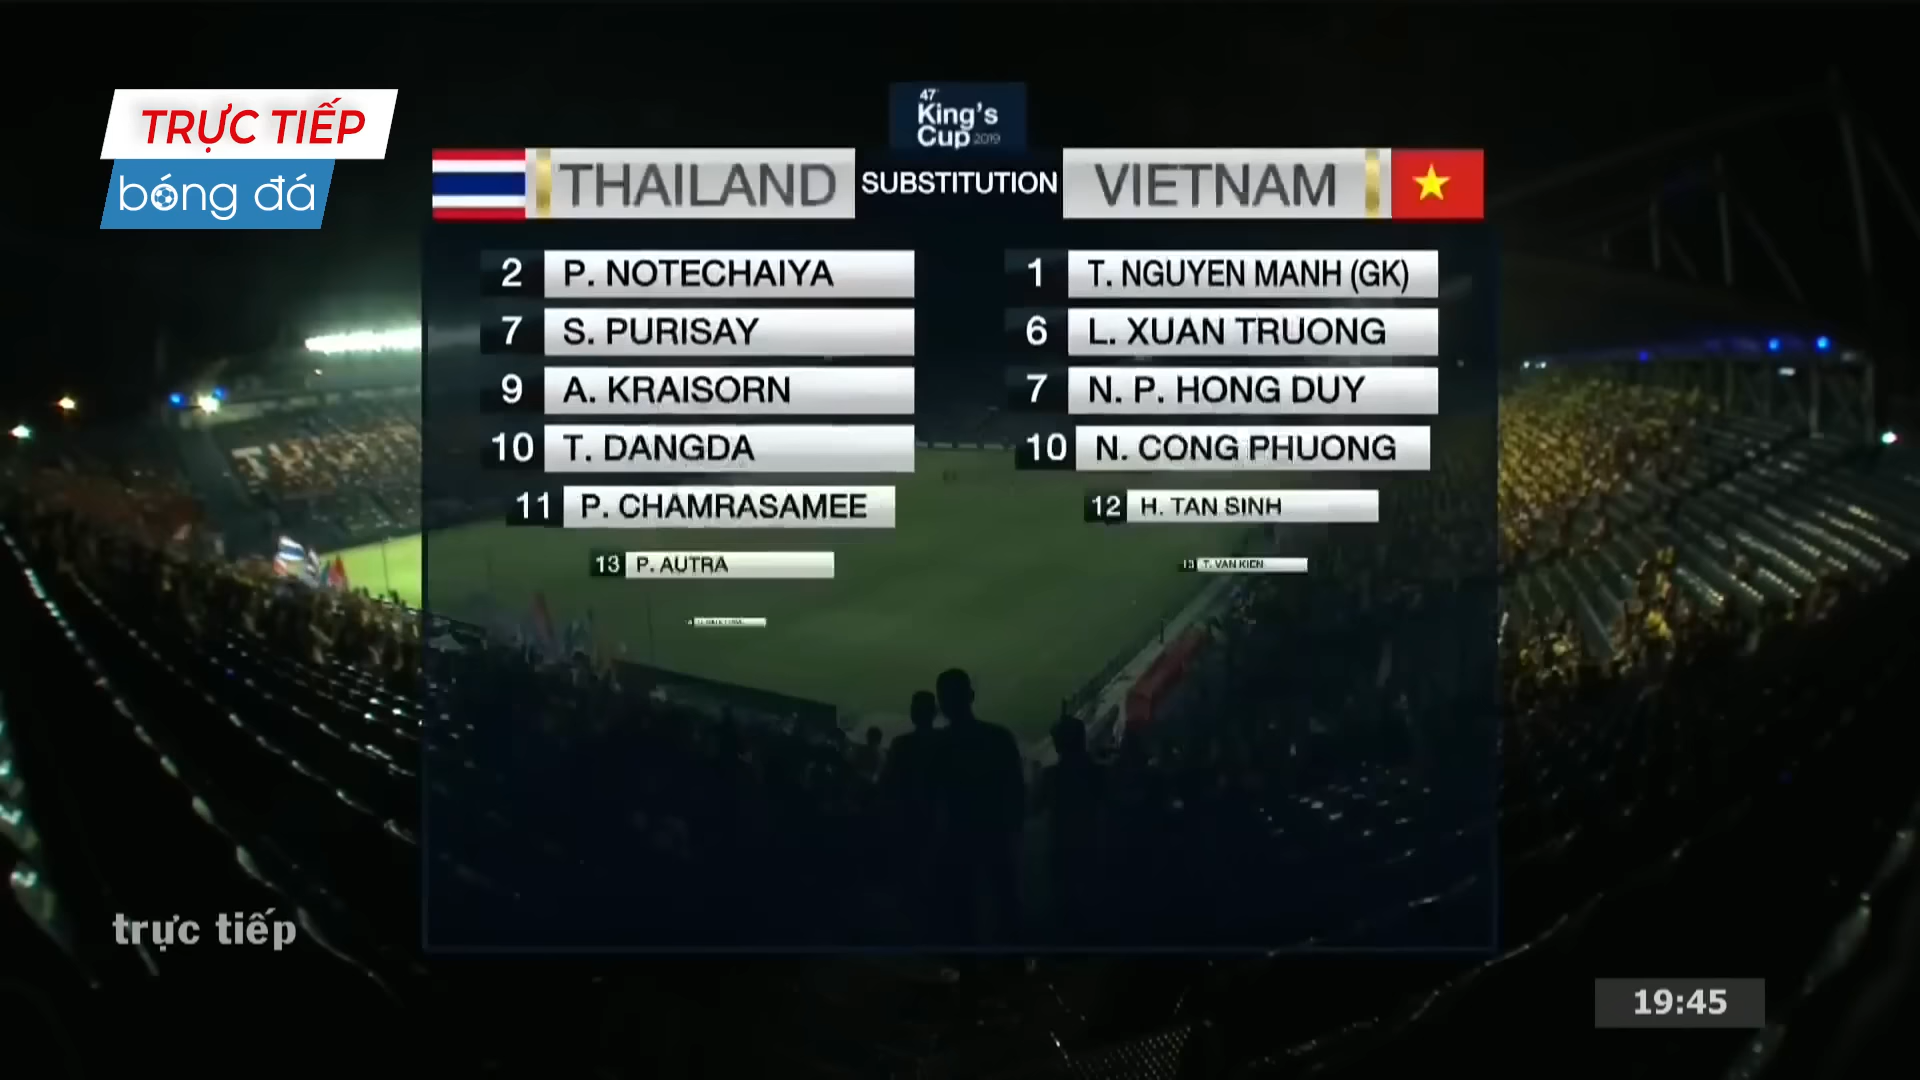 TRỰC TIẾP
bóng đá
47
King's
Cup 2019
THAILAND
SUBSTITUTION
VIETNAM
2 P. NOTECHAIYA
1 T. NGUYEN MANH (GK)
7 S. PURISAY
6 L. XUAN TRUONG
9 A. KRAISORN
7 N. P. HONG DUY
10 T. DANGDA
10 N. CONG PHUONG
11 P. CHAMRASAMEE
12 H. TAN SINH
13 P. AUTRA
13 T. VAN KIEN
trực tiếp
19:45